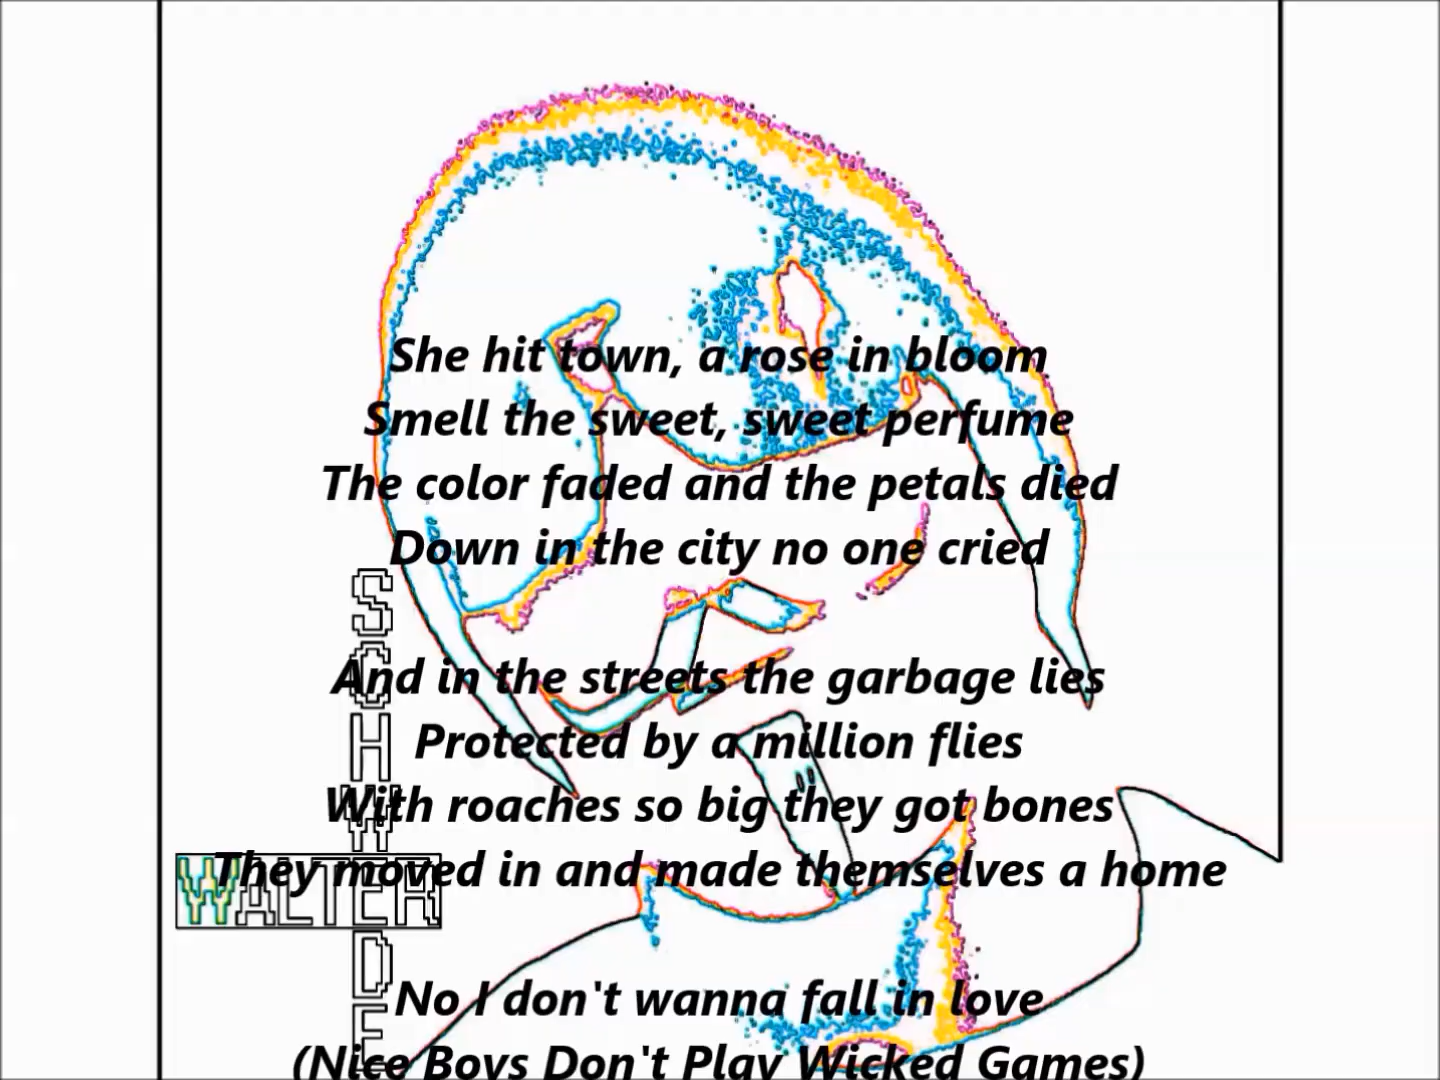 She hit town, a rose in bloom
Smell the sweet, sweet perfume
The color faded and the petals died
Down in the city no one cried
And in the streets the garbage lies
Protected by a million flies
With roaches so big they got bones
They moved in and made themselves a home
No I don't wanna fall in love
(Nice Boys Don't Play Wicked Games)
WALTER
SCHWEDE